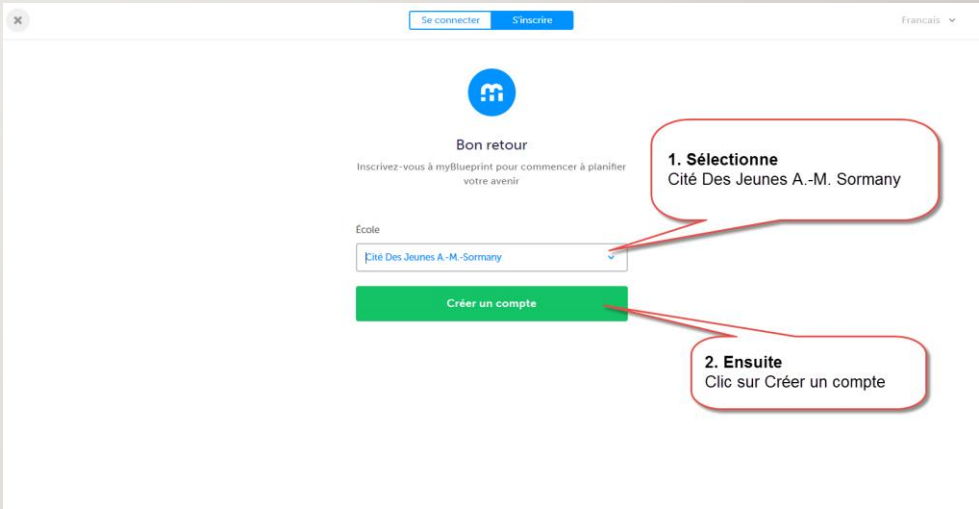 Se connecter
S'inscrire
Francais
Bon retour
Inscrivez-vous à myBlueprint pour commencer à planifier
votre avenir
1. Sélectionne
Cité Des Jeunes A.-M. Sormany
École
Cité Des Jeunes A.-M.-Sormany
Créer un compte
2. Ensuite
Clic sur Créer un compte